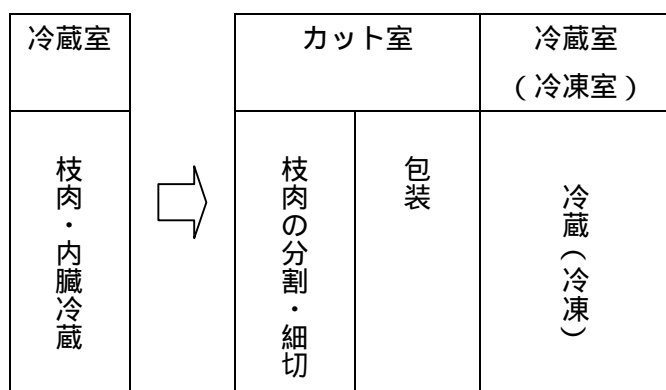 冷蔵室
カット室
冷蔵室
(冷凍室)
枝肉・内臓冷蔵
枝肉の分割・細切
包装
冷蔵(冷凍)